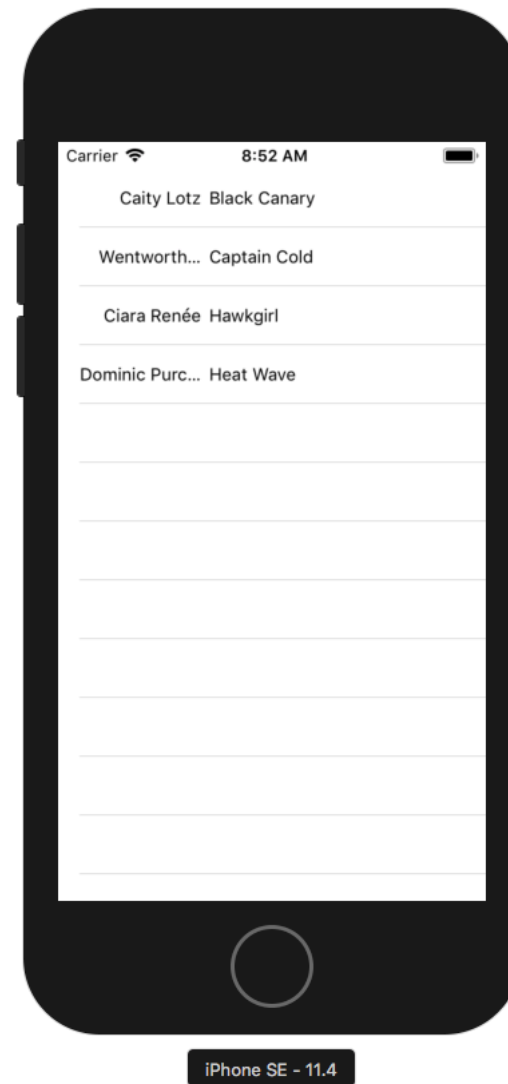 Carrier 8:52 AM
Caity Lotz Black Canary
Wentworth... Captain Cold
Ciara Renée Hawkgirl
Dominic Purc... Heat Wave
iPhone SE - 11.4